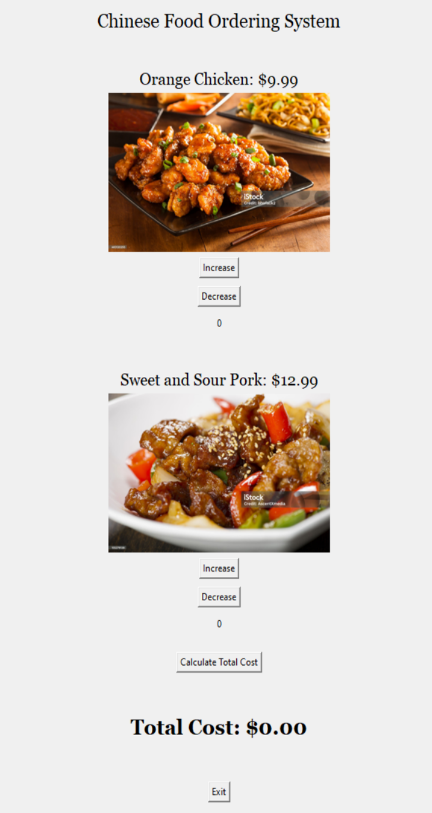 Chinese Food Ordering System
Orange Chicken: $9.99
iStock
Increase
Decrease
0
Sweet and Sour Pork: $12.99
iStock
Increase
Decrease
0
Calculate Total Cost
Total Cost: $0.00
Exit